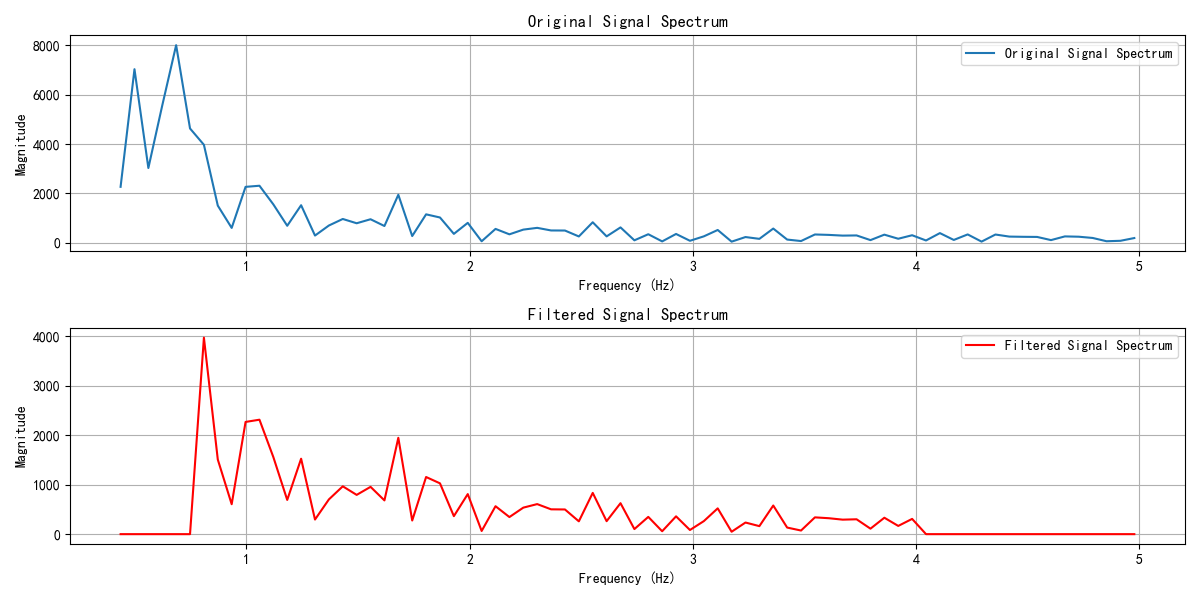 Original Signal Spectrum
Original Signal Spectrum
8000
6000
4000
2000
0
Magnitude
1 2 3 4 5
Frequency (Hz)
Filtered Signal Spectrum
Filtered Signal Spectrum
4000
3000
2000
1000
0
Magnitude
1 2 3 4 5
Frequency (Hz)